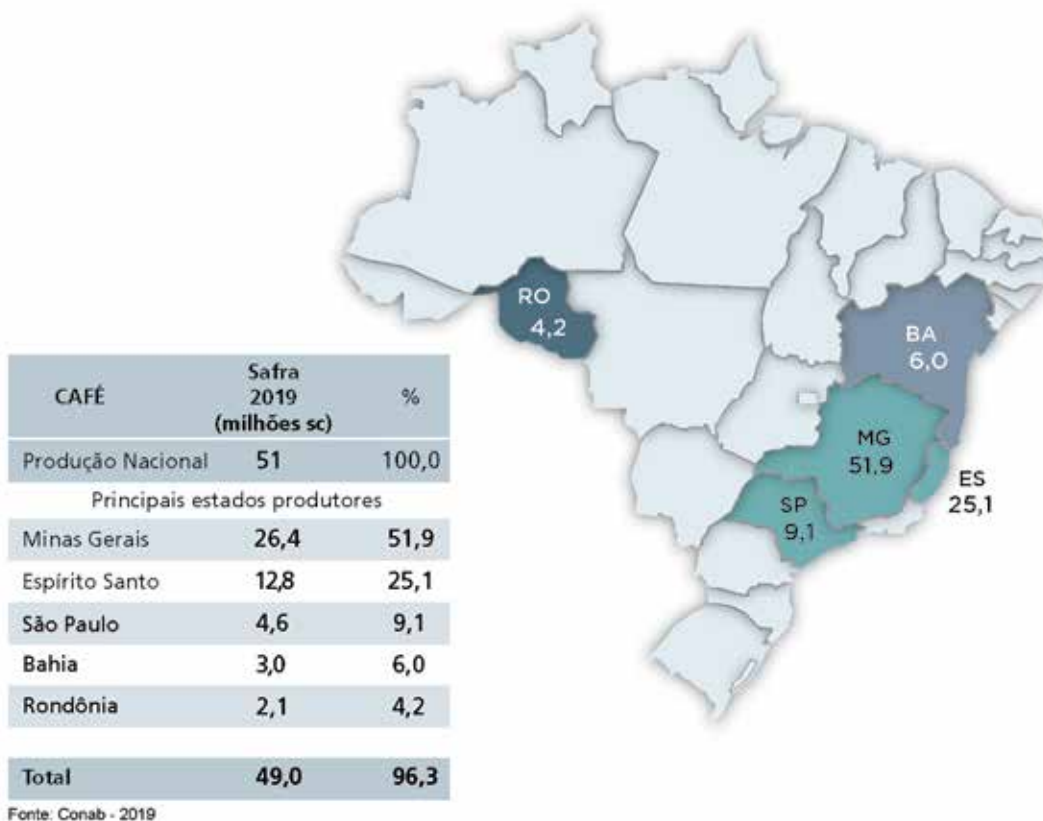 CAFÉ
Safra
2019
(milhões sc)
%
Produção Nacional 51 100,0
Principais estados produtores
Minas Gerais 26,4 51,9
Espírito Santo 12,8 25,1
São Paulo 4,6 9,1
Bahia 3,0 6,0
Rondônia 2,1 4,2
Total 49,0 96,3
Fonte: Conab - 2019
RO
4,2
BA
6,0
MG
51,9
ES
25,1
SP
9,1